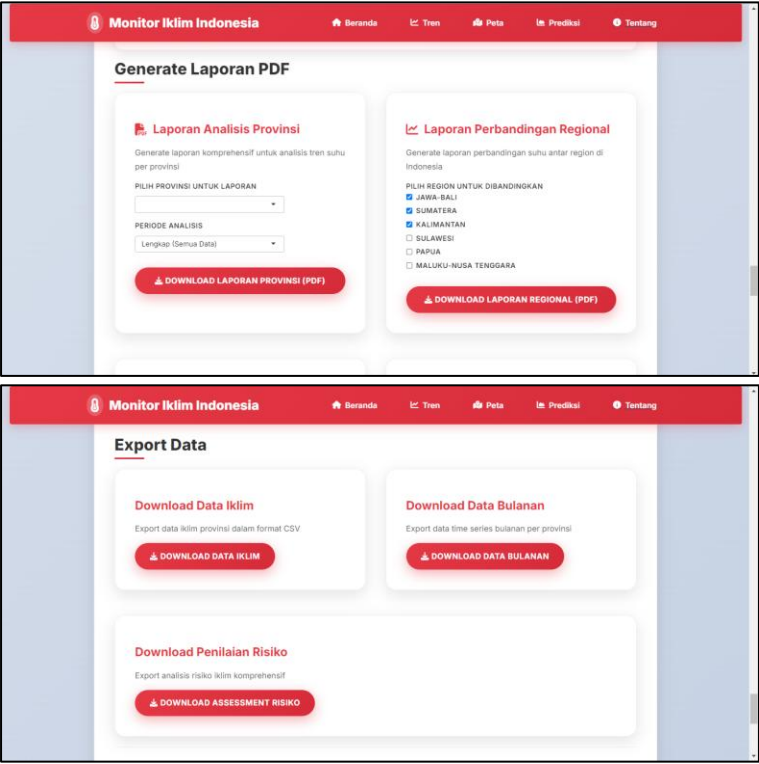 Monitor Iklim Indonesia Beranda Tren Peta Prediksi Tentang
Generate Laporan PDF
Laporan Analisis Provinsi
Generate laporan komprehensif untuk analisis tren suhu
per provinsi
PILIH PROVINSI UNTUK LAPORAN
PERIODE ANALISIS
Lengkap (Semua Data)
DOWNLOAD LAPORAN PROVINSI (PDF)
Laporan Perbandingan Regional
Generate laporan perbandingan suhu antar region di
Indonesia
PILIH REGION UNTUK DIBANDINGKAN
JAWA-BALI
SUMATERA
KALIMANTAN
SULAWESI
PAPUA
MALUKU-NUSA TENGGARA
DOWNLOAD LAPORAN REGIONAL (PDF)
Monitor Iklim Indonesia Beranda Tren Peta Prediksi Tentang
Export Data
Download Data Iklim
Export data iklim provinsi dalam format CSV
DOWNLOAD DATA IKLIM
Download Data Bulanan
Export data time series bulanan per provinsi
DOWNLOAD DATA BULANAN
Download Penilaian Risiko
Export analisis risiko iklim komprehensif
DOWNLOAD ASSESSMENT RISIKO